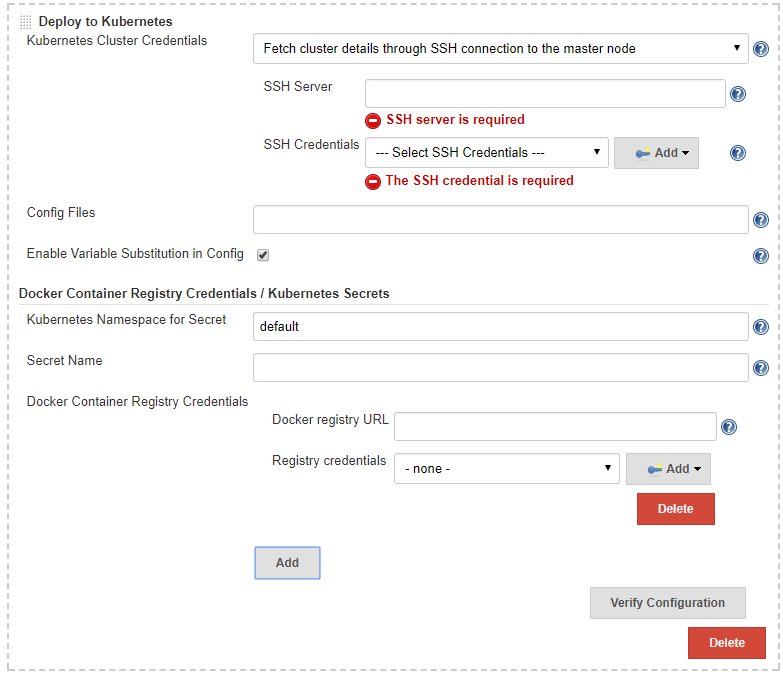 Deploy to Kubernetes
Kubernetes Cluster Credentials
Fetch cluster details through SSH connection to the master node
SSH Server
SSH server is required
SSH Credentials
--- Select SSH Credentials ---
Add
The SSH credential is required
Config Files
Enable Variable Substitution in Config
Docker Container Registry Credentials / Kubernetes Secrets
Kubernetes Namespace for Secret
default
Secret Name
Docker Container Registry Credentials
Docker registry URL
Registry credentials
- none -
Add
Delete
Add
Verify Configuration
Delete